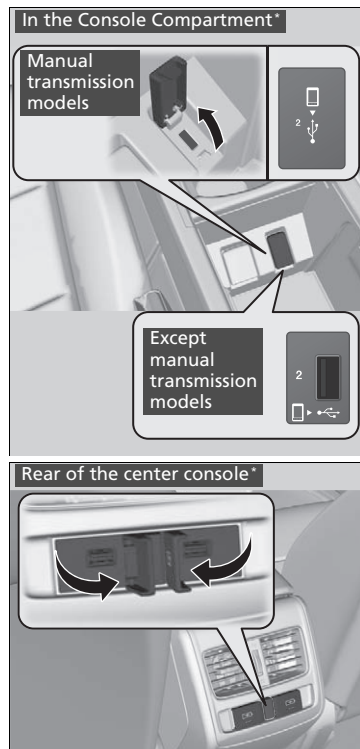 In the Console Compartment*
Manual
transmission
models
2
Except
manual
transmission
models
2
Rear of the center console*